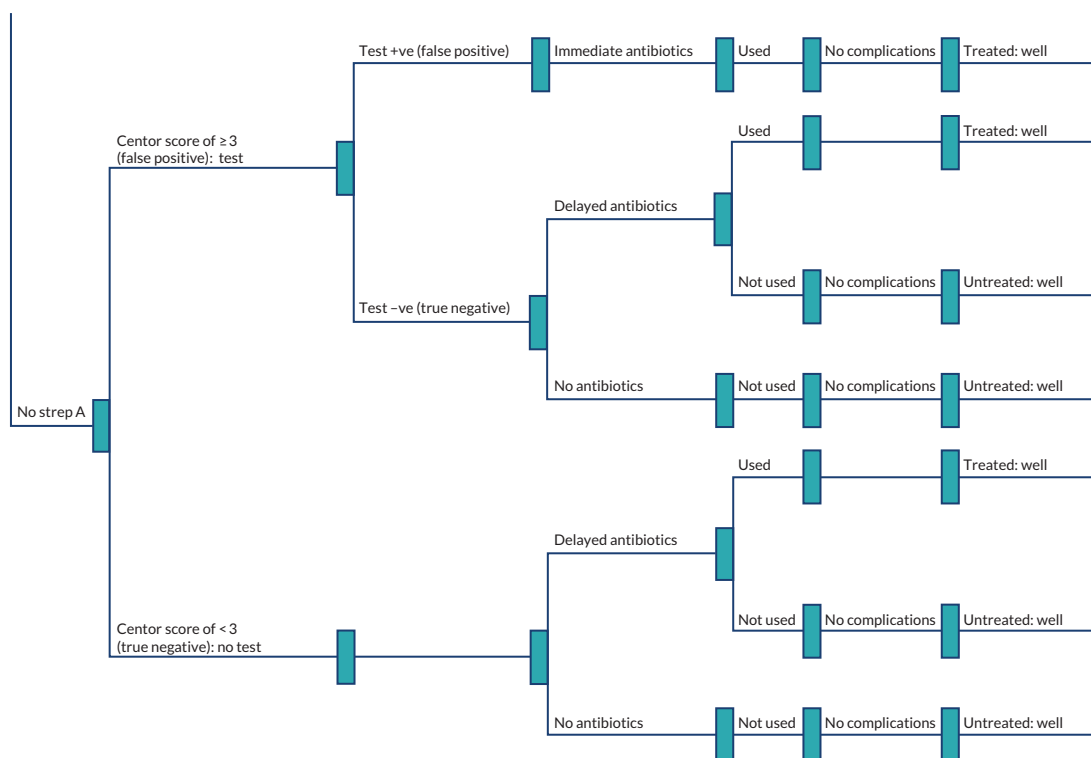 Test +ve (false positive)
Immediate antibiotics
Used
No complications
Treated: well
Centor score of ≥ 3
(false positive): test
Used
Treated: well
Delayed antibiotics
Not used
No complications
Untreated: well
Test –ve (true negative)
No antibiotics
Not used
No complications
Untreated: well
No strep A
Used
Treated: well
Delayed antibiotics
Not used
No complications
Untreated: well
Centor score of < 3
(true negative): no test
No antibiotics
Not used
No complications
Untreated: well